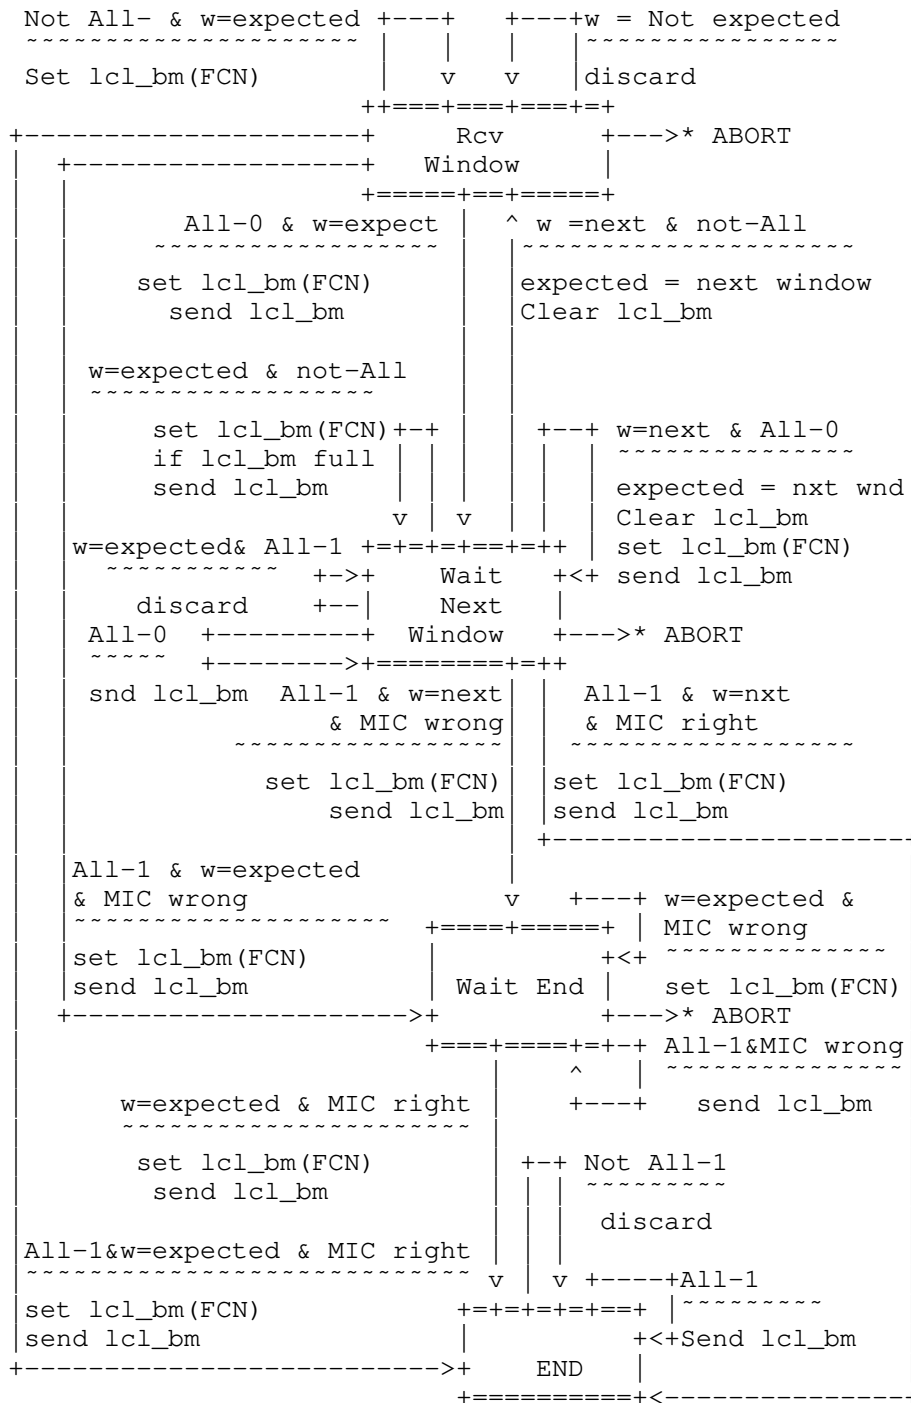 Not All- & w=expected +---+   +---+w = Not expected
~~~~~~~~~~~~~~~~~~~~~ |   |   |   |~~~~~~~~~~~~~~~~
Set lcl_bm(FCN)       |   v   v   |discard
++===+===+===+=+
+----------------------+     Rcv      +--->* ABORT
|  +-------------------+   Window     |
|  |                   +=====+==+=====+
|  |       All-0 & w=expect |  ^ w =next & not-All
|  |     ~~~~~~~~~~~~~~~~~~ |  |~~~~~~~~~~~~~~~~~~~~~
|  |     set lcl_bm(FCN)    |  |expected = next window
|  |      send lcl_bm       |  |Clear lcl_bm
|  |                        |  |
|  | w=expected & not-All   |  |
|  | ~~~~~~~~~~~~~~~~~~     |  |
|  |     set lcl_bm(FCN)+-+ |  | +--+ w=next & All-0
|  |     if lcl_bm full | | |  | |  | ~~~~~~~~~~~~~~~
|  |     send lcl_bm    | | |  | |  | expected = nxt wnd
|  |                    v | v  | |  | Clear lcl_bm
|  |w=expected& All-1 +=+=+=+==+=++ | set lcl_bm(FCN)
|  |  ~~~~~~~~~~~  +->+    Wait     +<+ send lcl_bm
|  |    discard    +--|    Next     |
|  | All-0  +---------+  Window     +--->* ABORT
|  | ~~~~~  +-------->+========+=++
|  | snd lcl_bm  All-1 & w=next| |  All-1 & w=nxt
|  |                & MIC wrong| |  & MIC right
|  |          ~~~~~~~~~~~~~~~~~| | ~~~~~~~~~~~~~~~~~~
|  |            set lcl_bm(FCN)| |set lcl_bm(FCN)
|  |                send lcl_bm| |send lcl_bm
|  |                           | +-----------------------
|  |All-1 & w=expected         |
|  |& MIC wrong                v   +---+ w=expected &
|  |~~~~~~~~~~~~~~~~~~~~  +====+=====+ | MIC wrong
|  |set lcl_bm(FCN)       |          +<+ ~~~~~~~~~~~~~~
|  |send lcl_bm           | Wait End |   set lcl_bm(FCN)
|  +--------------------->+          +--->* ABORT
|                         +===+====+=+-+ All-1&MIC wrong
|                             |    ^   | ~~~~~~~~~~~~~~~
|      w=expected & MIC right |    +---+   send lcl_bm
|      ~~~~~~~~~~~~~~~~~~~~~~ |
|       set lcl_bm(FCN)       | +-+ Not All-1
|        send lcl_bm          | | | ~~~~~~~~~
|                             | | |  discard
|All-1&w=expected & MIC right | | |
|~~~~~~~~~~~~~~~~~~~~~~~~~~~~ v | v +----+All-1
|set lcl_bm(FCN)            +=+=+=+=+==+ |~~~~~~~~~
|send lcl_bm                |          +<+Send lcl_bm
+-------------------------->+    END   |
+==========+<---------------